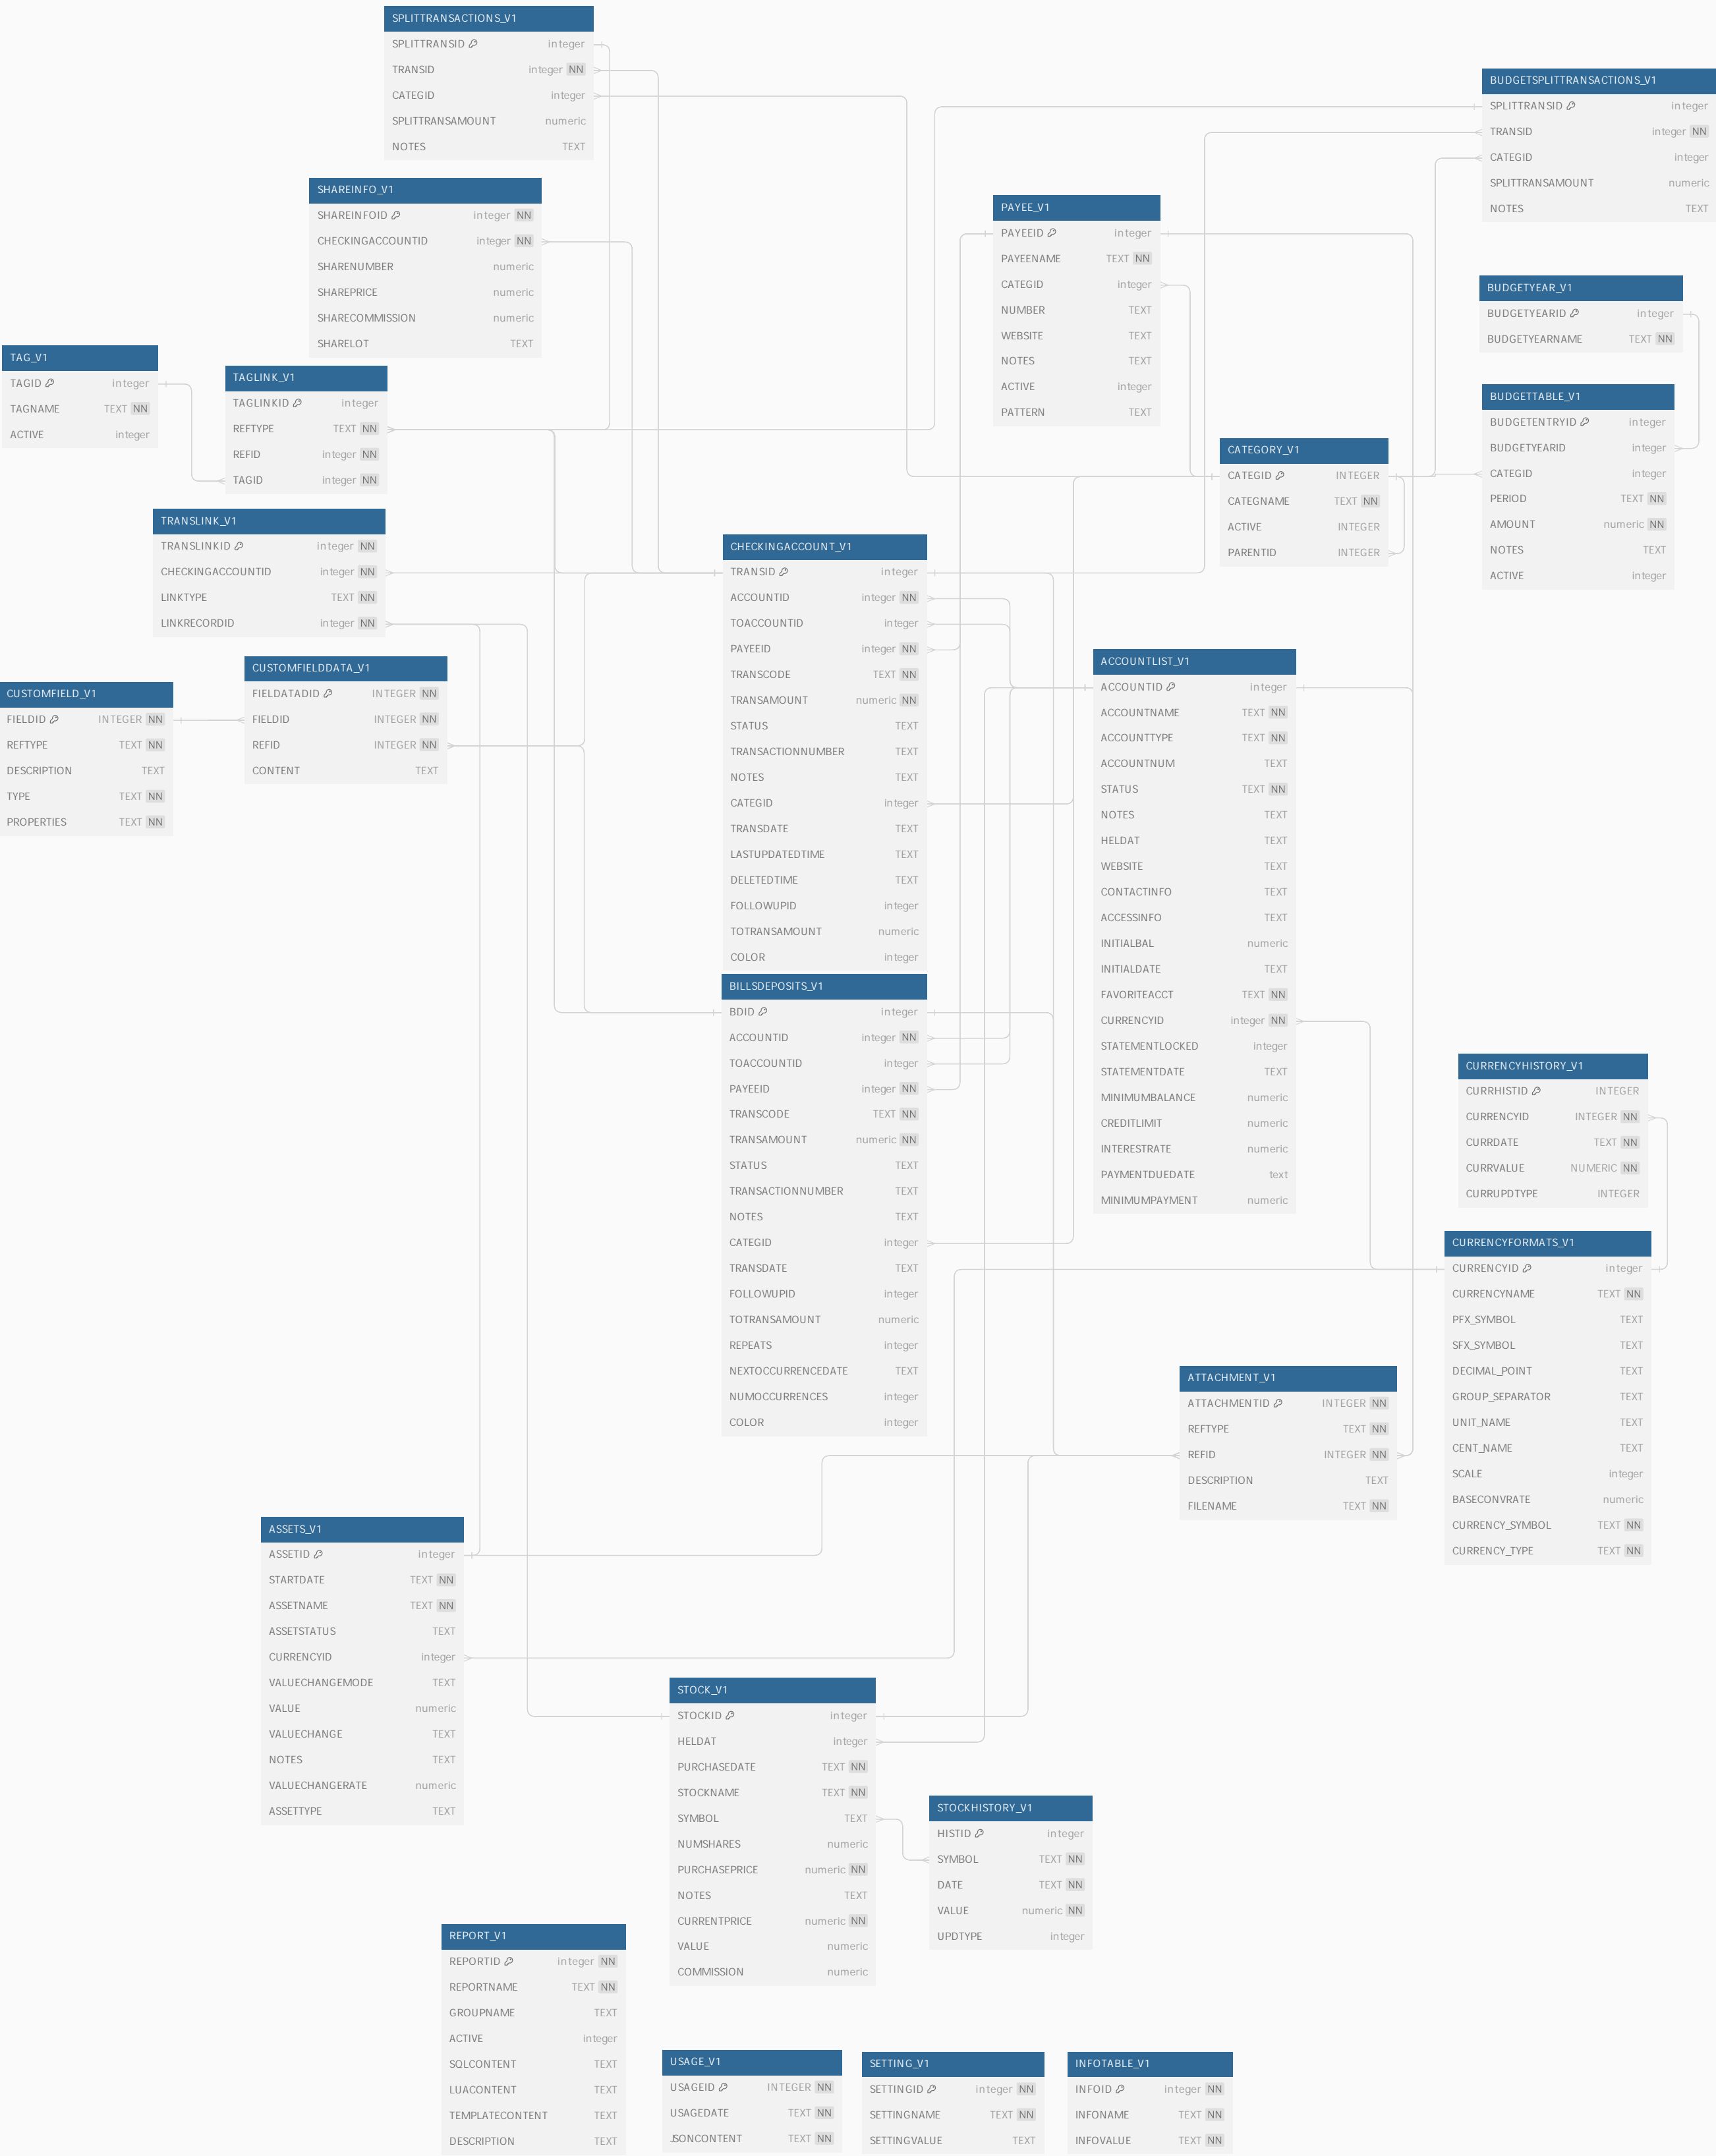 SPLITTRANSACTIONS_V1
SPLITTRANSID integer
TRANSID integer NN
CATEGID integer
SPLITTRANSAMOUNT numeric
NOTES TEXT
BUDGETSPLITTRANSACTIONS_V1
SPLITTRANSID integer
TRANSID integer NN
CATEGID integer
SPLITTRANSAMOUNT numeric
NOTES TEXT
SHAREINFO_V1
SHAREINFOID integer NN
CHECKINGACCOUNTID integer NN
SHARENUMBER numeric
SHAREPRICE numeric
SHARECOMMISSION numeric
SHARELOT TEXT
PAYEE_V1
PAYEEID integer
PAYEENAME TEXT NN
CATEGID integer
NUMBER TEXT
WEBSITE TEXT
NOTES TEXT
ACTIVE integer
PATTERN TEXT
BUDGETYEAR_V1
BUDGETYEARID integer
BUDGETYEARNAME TEXT NN
TAG_V1
TAGID integer
TAGNAME TEXT NN
ACTIVE integer
TAGLINK_V1
TAGLINKID integer
REFTYPE TEXT NN
REFID integer NN
TAGID integer NN
BUDGETTABLE_V1
BUDGETENTRYID integer
BUDGETYEARID integer
CATEGID integer
PERIOD TEXT NN
AMOUNT numeric NN
NOTES TEXT
ACTIVE integer
CATEGORY_V1
CATEGID INTEGER
CATEGNAME TEXT NN
ACTIVE INTEGER
PARENTID INTEGER
TRANSLINK_V1
TRANSLINKID integer NN
CHECKINGACCOUNTID integer NN
LINKTYPE TEXT NN
LINKRECORDID integer NN
CHECKINGACCOUNT_V1
TRANSID integer
ACCOUNTID integer NN
TOACCOUNTID integer
PAYEEID integer NN
TRANSCODE TEXT NN
TRANSAMOUNT numeric NN
STATUS TEXT
TRANSACTIONNUMBER TEXT
NOTES TEXT
CATEGID integer
TRANSDATE TEXT
LASTUPDATEDTIME TEXT
DELETEDTIME TEXT
FOLLOWUPID integer
TOTRANSAMOUNT numeric
COLOR integer
CUSTOMFIELD_V1
FIELDID INTEGER NN
REFTYPE TEXT NN
DESCRIPTION TEXT
TYPE TEXT NN
PROPERTIES TEXT NN
CUSTOMFIELDDATA_V1
FIELDATADID INTEGER NN
FIELDID INTEGER NN
REFID INTEGER NN
CONTENT TEXT
ACCOUNTLIST_V1
ACCOUNTID integer
ACCOUNTNAME TEXT NN
ACCOUNTTYPE TEXT NN
ACCOUNTNUM TEXT
STATUS TEXT NN
NOTES TEXT
HELDAT TEXT
WEBSITE TEXT
CONTACTINFO TEXT
ACCESSINFO TEXT
INITIALBAL numeric
INITIALDATE TEXT
FAVORITEACCT TEXT NN
CURRENCYID integer NN
STATEMENTLOCKED integer
STATEMENTDATE TEXT
MINIMUMBALANCE numeric
CREDITLIMIT numeric
INTERESTRATE numeric
PAYMENTDUEDATE text
MINIMUMPAYMENT numeric
BILLSDEPOSITS_V1
BDID integer
ACCOUNTID integer NN
TOACCOUNTID integer
PAYEEID integer NN
TRANSCODE TEXT NN
TRANSAMOUNT numeric NN
STATUS TEXT
TRANSACTIONNUMBER TEXT
NOTES TEXT
CATEGID integer
TRANSDATE TEXT
FOLLOWUPID integer
TOTRANSAMOUNT numeric
REPEATS integer
NEXTOCCURRENCEDATE TEXT
NUMOCCURRENCES integer
COLOR integer
CURRENCYHISTORY_V1
CURRHISTID INTEGER
CURRENCYID INTEGER NN
CURRDATE TEXT NN
CURRVALUE NUMERIC NN
CURRUPDTYPE INTEGER
CURRENCYFORMATS_V1
CURRENCYID integer
CURRENCYNAME TEXT NN
PFX_SYMBOL TEXT
SFX_SYMBOL TEXT
DECIMAL_POINT TEXT
GROUP_SEPARATOR TEXT
UNIT_NAME TEXT
CENT_NAME TEXT
SCALE integer
BASECONVRATE numeric
CURRENCY_SYMBOL TEXT NN
CURRENCY_TYPE TEXT NN
ATTACHMENT_V1
ATTACHMENTID INTEGER NN
REFTYPE TEXT NN
REFID INTEGER NN
DESCRIPTION TEXT
FILENAME TEXT NN
ASSETS_V1
ASSETID integer
STARTDATE TEXT NN
ASSETNAME TEXT NN
ASSETSTATUS TEXT
CURRENCYID integer
VALUECHANGEMODE TEXT
VALUE numeric
VALUECHANGE TEXT
NOTES TEXT
VALUECHANGERATE numeric
ASSETTYPE TEXT
STOCK_V1
STOCKID integer
HELDAT integer
PURCHASEDATE TEXT NN
STOCKNAME TEXT NN
SYMBOL TEXT
NUMSHARES numeric
PURCHASEPRICE numeric NN
NOTES TEXT
CURRENTPRICE numeric NN
VALUE numeric
COMMISSION numeric
STOCKHISTORY_V1
HISTID integer
SYMBOL TEXT NN
DATE TEXT NN
VALUE numeric NN
UPDTYPE integer
REPORT_V1
REPORTID integer NN
REPORTNAME TEXT NN
GROUPNAME TEXT
ACTIVE integer
SQLCONTENT TEXT
LUACONTENT TEXT
TEMPLATECONTENT TEXT
DESCRIPTION TEXT
USAGE_V1
USAGEID INTEGER NN
USAGEDATE TEXT NN
JSONCONTENT TEXT NN
SETTING_V1
SETTINGID integer NN
SETTINGNAME TEXT NN
SETTINGVALUE TEXT
INFOTABLE_V1
INFOID integer NN
INFONAME TEXT NN
INFOVALUE TEXT NN